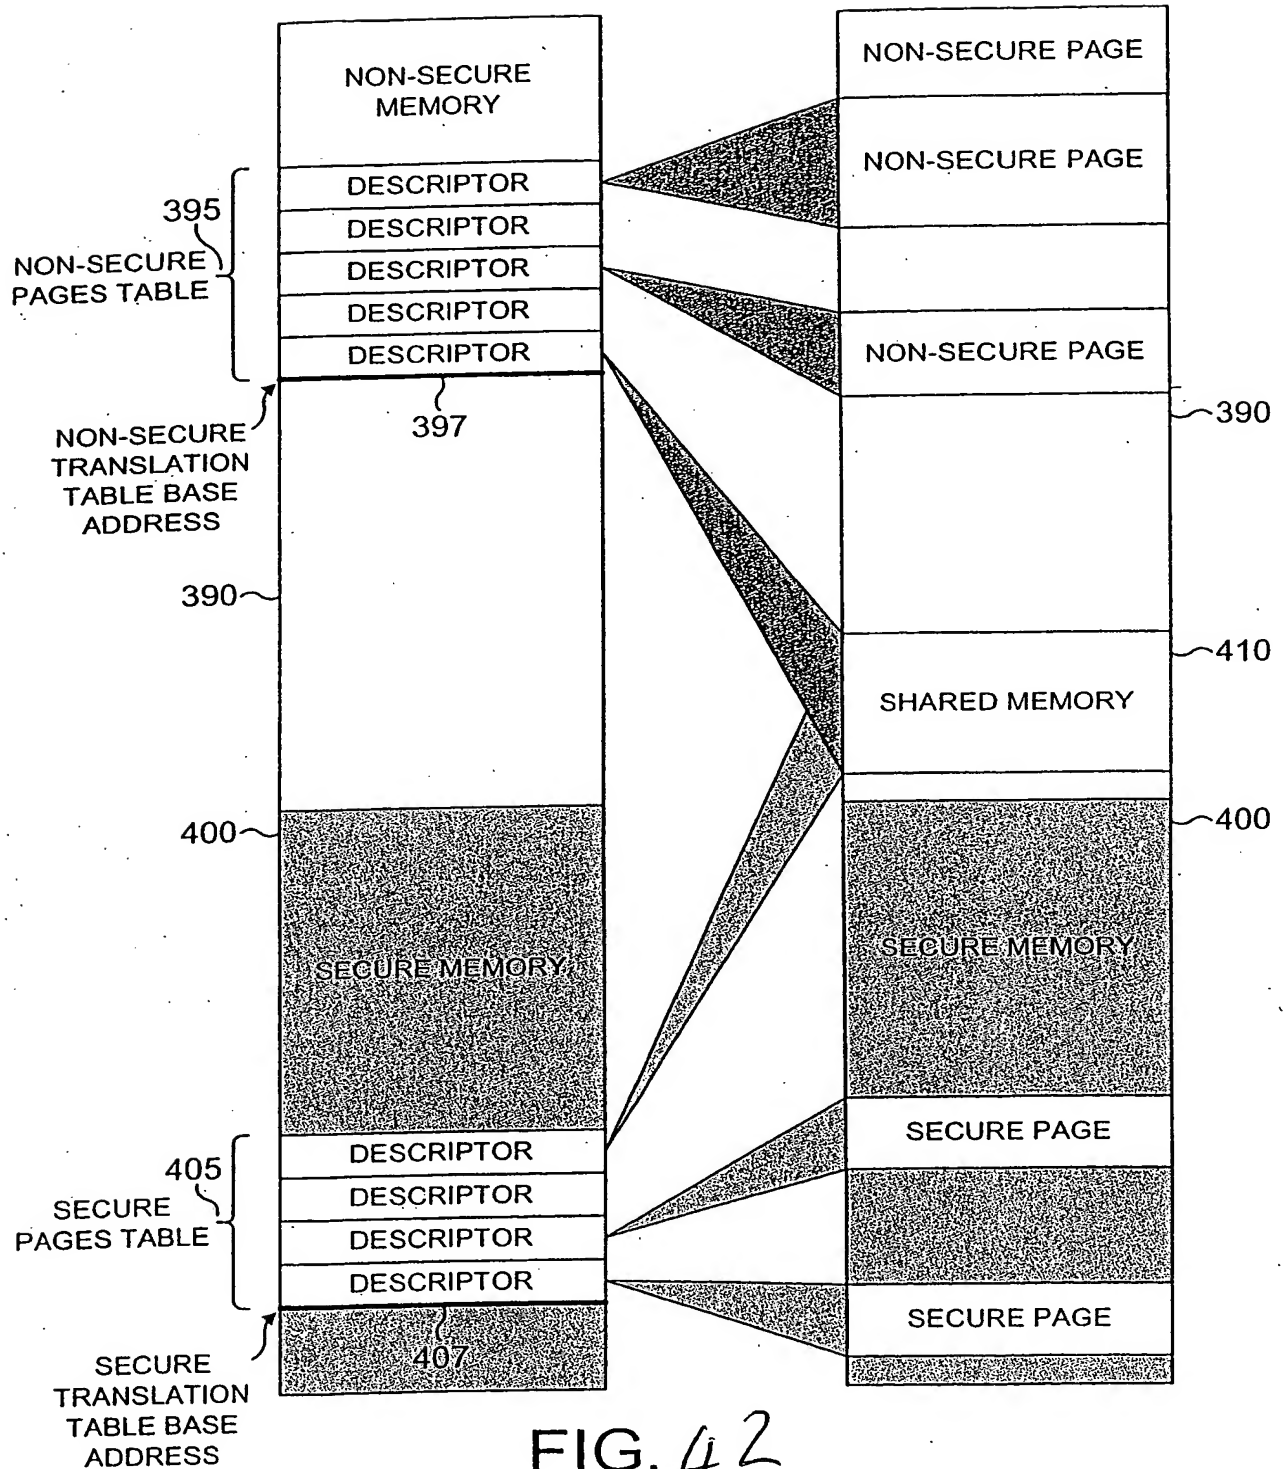 NON-SECURE
MEMORY
DESCRIPTOR
DESCRIPTOR
DESCRIPTOR
DESCRIPTOR
DESCRIPTOR
395
NON-SECURE
PAGES TABLE
397
NON-SECURE
TRANSLATION
TABLE BASE
ADDRESS
390
400
SECURE MEMORY
DESCRIPTOR
DESCRIPTOR
DESCRIPTOR
DESCRIPTOR
405
SECURE
PAGES TABLE
407
SECURE
TRANSLATION
TABLE BASE
ADDRESS
NON-SECURE PAGE
NON-SECURE PAGE
NON-SECURE PAGE
390
410
SHARED MEMORY
400
SECURE MEMORY
SECURE PAGE
SECURE PAGE
FIG. 42